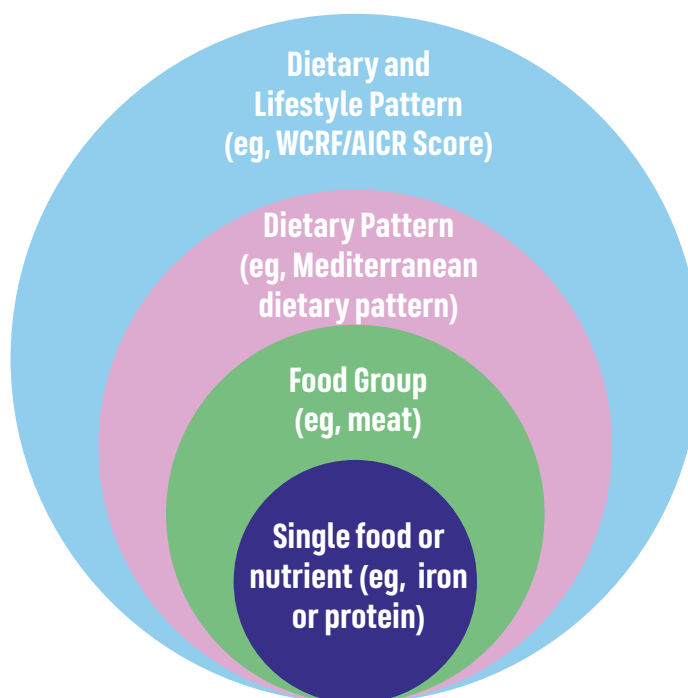 Dietary and
Lifestyle Pattern
(eg, WCRF/AICR Score)
Dietary Pattern
(eg, Mediterranean
dietary pattern)
Food Group
(eg, meat)
Single food or
nutrient (eg,  iron
or protein)